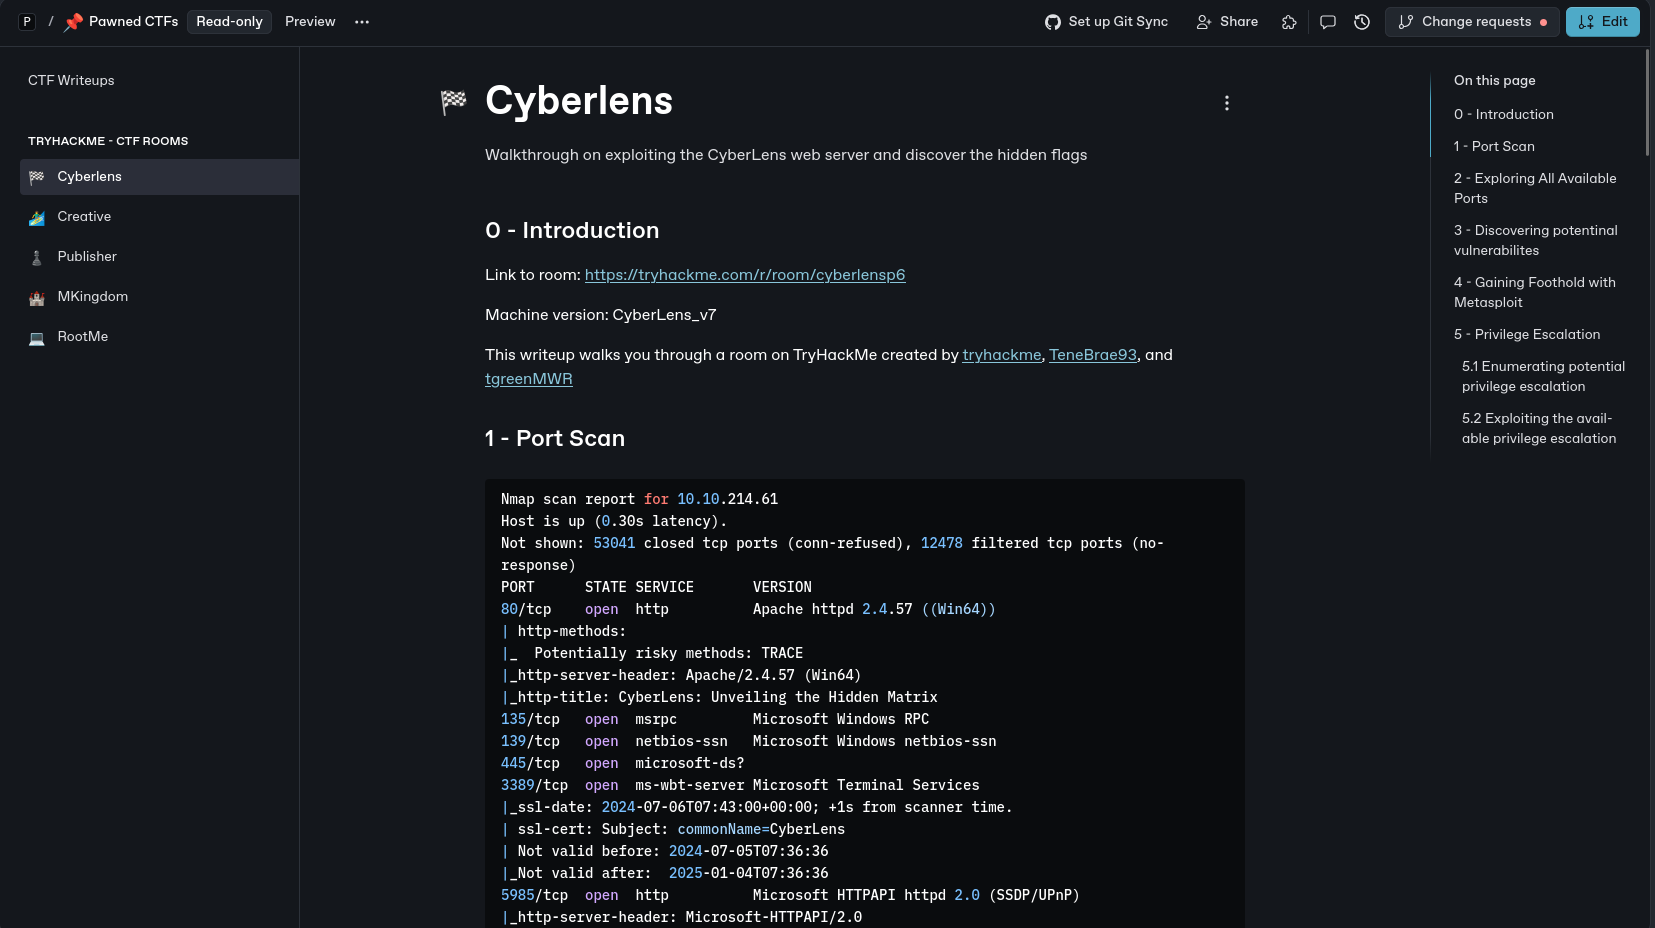 P / Pawned CTFs Read-only Preview ... Set up Git Sync Share Change requests Edit
CTF Writeups
TRYHACKME - CTF ROOMS
Cyberlens
Creative
Publisher
MKingdom
RootMe
Cyberlens
Walkthrough on exploiting the CyberLens web server and discover the hidden flags
0 - Introduction
Link to room: https://tryhackme.com/r/room/cyberlensp6
Machine version: CyberLens_v7
This writeup walks you through a room on TryHackMe created by tryhackme, TeneBrae93, and
tgreenMWR
1 - Port Scan
Nmap scan report for 10.10.214.61
Host is up (0.30s latency).
Not shown: 53041 closed tcp ports (conn-refused), 12478 filtered tcp ports (no-
response)
PORT      STATE SERVICE       VERSION
80/tcp    open  http          Apache httpd 2.4.57 ((Win64))
| http-methods:
|_  Potentially risky methods: TRACE
|_http-server-header: Apache/2.4.57 (Win64)
|_http-title: CyberLens: Unveiling the Hidden Matrix
135/tcp   open  msrpc         Microsoft Windows RPC
139/tcp   open  netbios-ssn   Microsoft Windows netbios-ssn
445/tcp   open  microsoft-ds?
3389/tcp  open  ms-wbt-server Microsoft Terminal Services
|_ssl-date: 2024-07-06T07:43:00+00:00; +1s from scanner time.
| ssl-cert: Subject: commonName=CyberLens
| Not valid before: 2024-07-05T07:36:36
|_Not valid after:  2025-01-04T07:36:36
5985/tcp  open  http          Microsoft HTTPAPI httpd 2.0 (SSDP/UPnP)
|_http-server-header: Microsoft-HTTPAPI/2.0
On this page
0 - Introduction
1 - Port Scan
2 - Exploring All Available
Ports
3 - Discovering potentinal
vulnerabilites
4 - Gaining Foothold with
Metasploit
5 - Privilege Escalation
5.1 Enumerating potential
privilege escalation
5.2 Exploiting the avail-
able privilege escalation